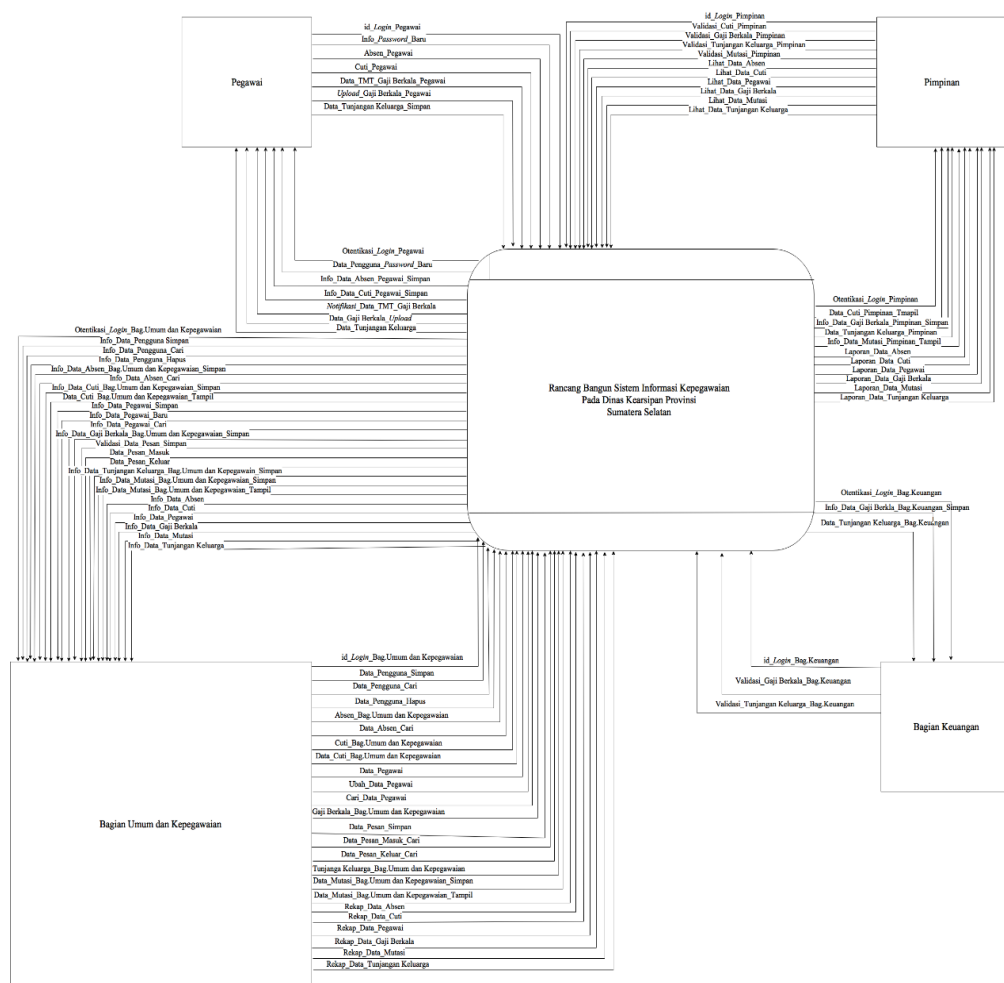 Pegawai
id_Login_Pegawai
Info_Password_Baru
Absen_Pegawai
Cuti_Pegawai
Data_TMT_Gaji Berkala_Pegawai
Upload_Gaji Berkala_Pegawai
Data_Tunjangan Keluarga_Simpan
id_Login_Pimpinan
Validasi_Cuti_Pimpinan
Validasi_Gaji Berkala_Pimpinan
Validasi_Tunjangan Keluarga_Pimpinan
Validasi_Mutasi_Pimpinan
Lihat_Data_Absen
Lihat_Data_Cuti
Lihat_Data_Pegawai
Lihat_Data_Gaji Berkala
Lihat_Data_Mutasi
Lihat_Data_Tunjangan Keluarga
Pimpinan
Otentikasi_Login_Pegawai
Data_Pengguna_Password_Baru
Info_Data_Absen_Pegawai_Simpan
Info_Data_Cuti_Pegawai_Simpan
Notifikasi_Data_TMT_Gaji Berkala
Data_Gaji Berkala_Upload
Data_Tunjangan Keluarga
Otentikasi_Login_Bag.Umum dan Kepegawaian
Info_Data_Pengguna Simpan
Info_Data_Pengguna_Cari
Info_Data_Pengguna_Hapus
Info_Data_Absen_Bag.Umum dan Kepegawaian_Simpan
Info_Data_Absen_Cari
Info_Data_Cuti_Bag.Umum dan Kepegawaian_Simpan
Data_Cuti_Bag.Umum dan Kepegawaian_Tampil
Info_Data_Pegawai_Simpan
Info_Data_Pegawai_Baru
Info_Data_Pegawai_Cari
Info_Data_Gaji Berkala_Bag.Umum dan Kepegawaian_Simpan
Validasi_Data_Pesan_Simpan
Data_Pesan_Masuk
Data_Pesan_Keluar
Info_Data_Tunjangan Keluarga_Bag.Umum dan Kepegawain_Simpan
Info_Data_Mutasi_Bag.Umum dan Kepegawaian_Simpan
Info_Data_Mutasi_Bag.Umum dan Kepegawaian_Tampil
Info_Data_Absen
Info_Data_Cuti
Info_Data_Pegawai
Info_Data_Gaji Berkala
Info_Data_Mutasi
Info_Data_Tunjangan Keluarga
Rancang Bangun Sistem Informasi Kepegawaian
Pada Dinas Kearsipan Provinsi
Sumatera Selatan
Otentikasi_Login_Pimpinan
Data_Cuti_Pimpinan_Tmapil
Info_Data_Gaji Berkala_Pimpinan_Simpan
Data_Tunjangan Keluarga_Pimpinan
Info_Data_Mutasi_Pimpinan_Tampil
Laporan_Data_Absen
Laporan_Data_Cuti
Laporan_Data_Pegawai
Laporan_Data_Gaji Berkala
Laporan_Data_Mutasi
Laporan_Data_Tunjangan Keluarga
Otentikasi_Login_Bag.Keuangan
Info_Data_Gaji Berkla_Bag.Keuangan_Simpan
Data_Tunjangan Keluarga_Bag.Keuangan
id_Login_Bag.Keuangan
Validasi_Gaji Berkala_Bag.Keuangan
Validasi_Tunjangan Keluarga_Bag.Keuangan
Bagian Keuangan
Bagian Umum dan Kepegawaian
id_Login_Bag.Umum dan Kepegawaian
Data_Pengguna_Simpan
Data_Pengguna_Cari
Data_Pengguna_Hapus
Absen_Bag.Umum dan Kepegawaian
Data_Absen_Cari
Cuti_Bag.Umum dan Kepegawaian
Data_Cuti_Bag.Umum dan Kepegawaian
Data_Pegawai
Ubah_Data_Pegawai
Cari_Data_Pegawai
Gaji Berkala_Bag.Umum dan Kepegawaian
Data_Pesan_Simpan
Data_Pesan_Masuk_Cari
Data_Pesan_Keluar_Cari
Tunjanga Keluarga_Bag.Umum dan Kepegawaian
Data_Mutasi_Bag.Umum dan Kepegawaian_Simpan
Data_Mutasi_Bag.Umum dan Kepegawaian_Tampil
Rekap_Data_Absen
Rekap_Data_Cuti
Rekap_Data_Pegawai
Rekap_Data_Gaji Berkala
Rekap_Data_Mutasi
Rekap_Data_Tunjangan Keluarga